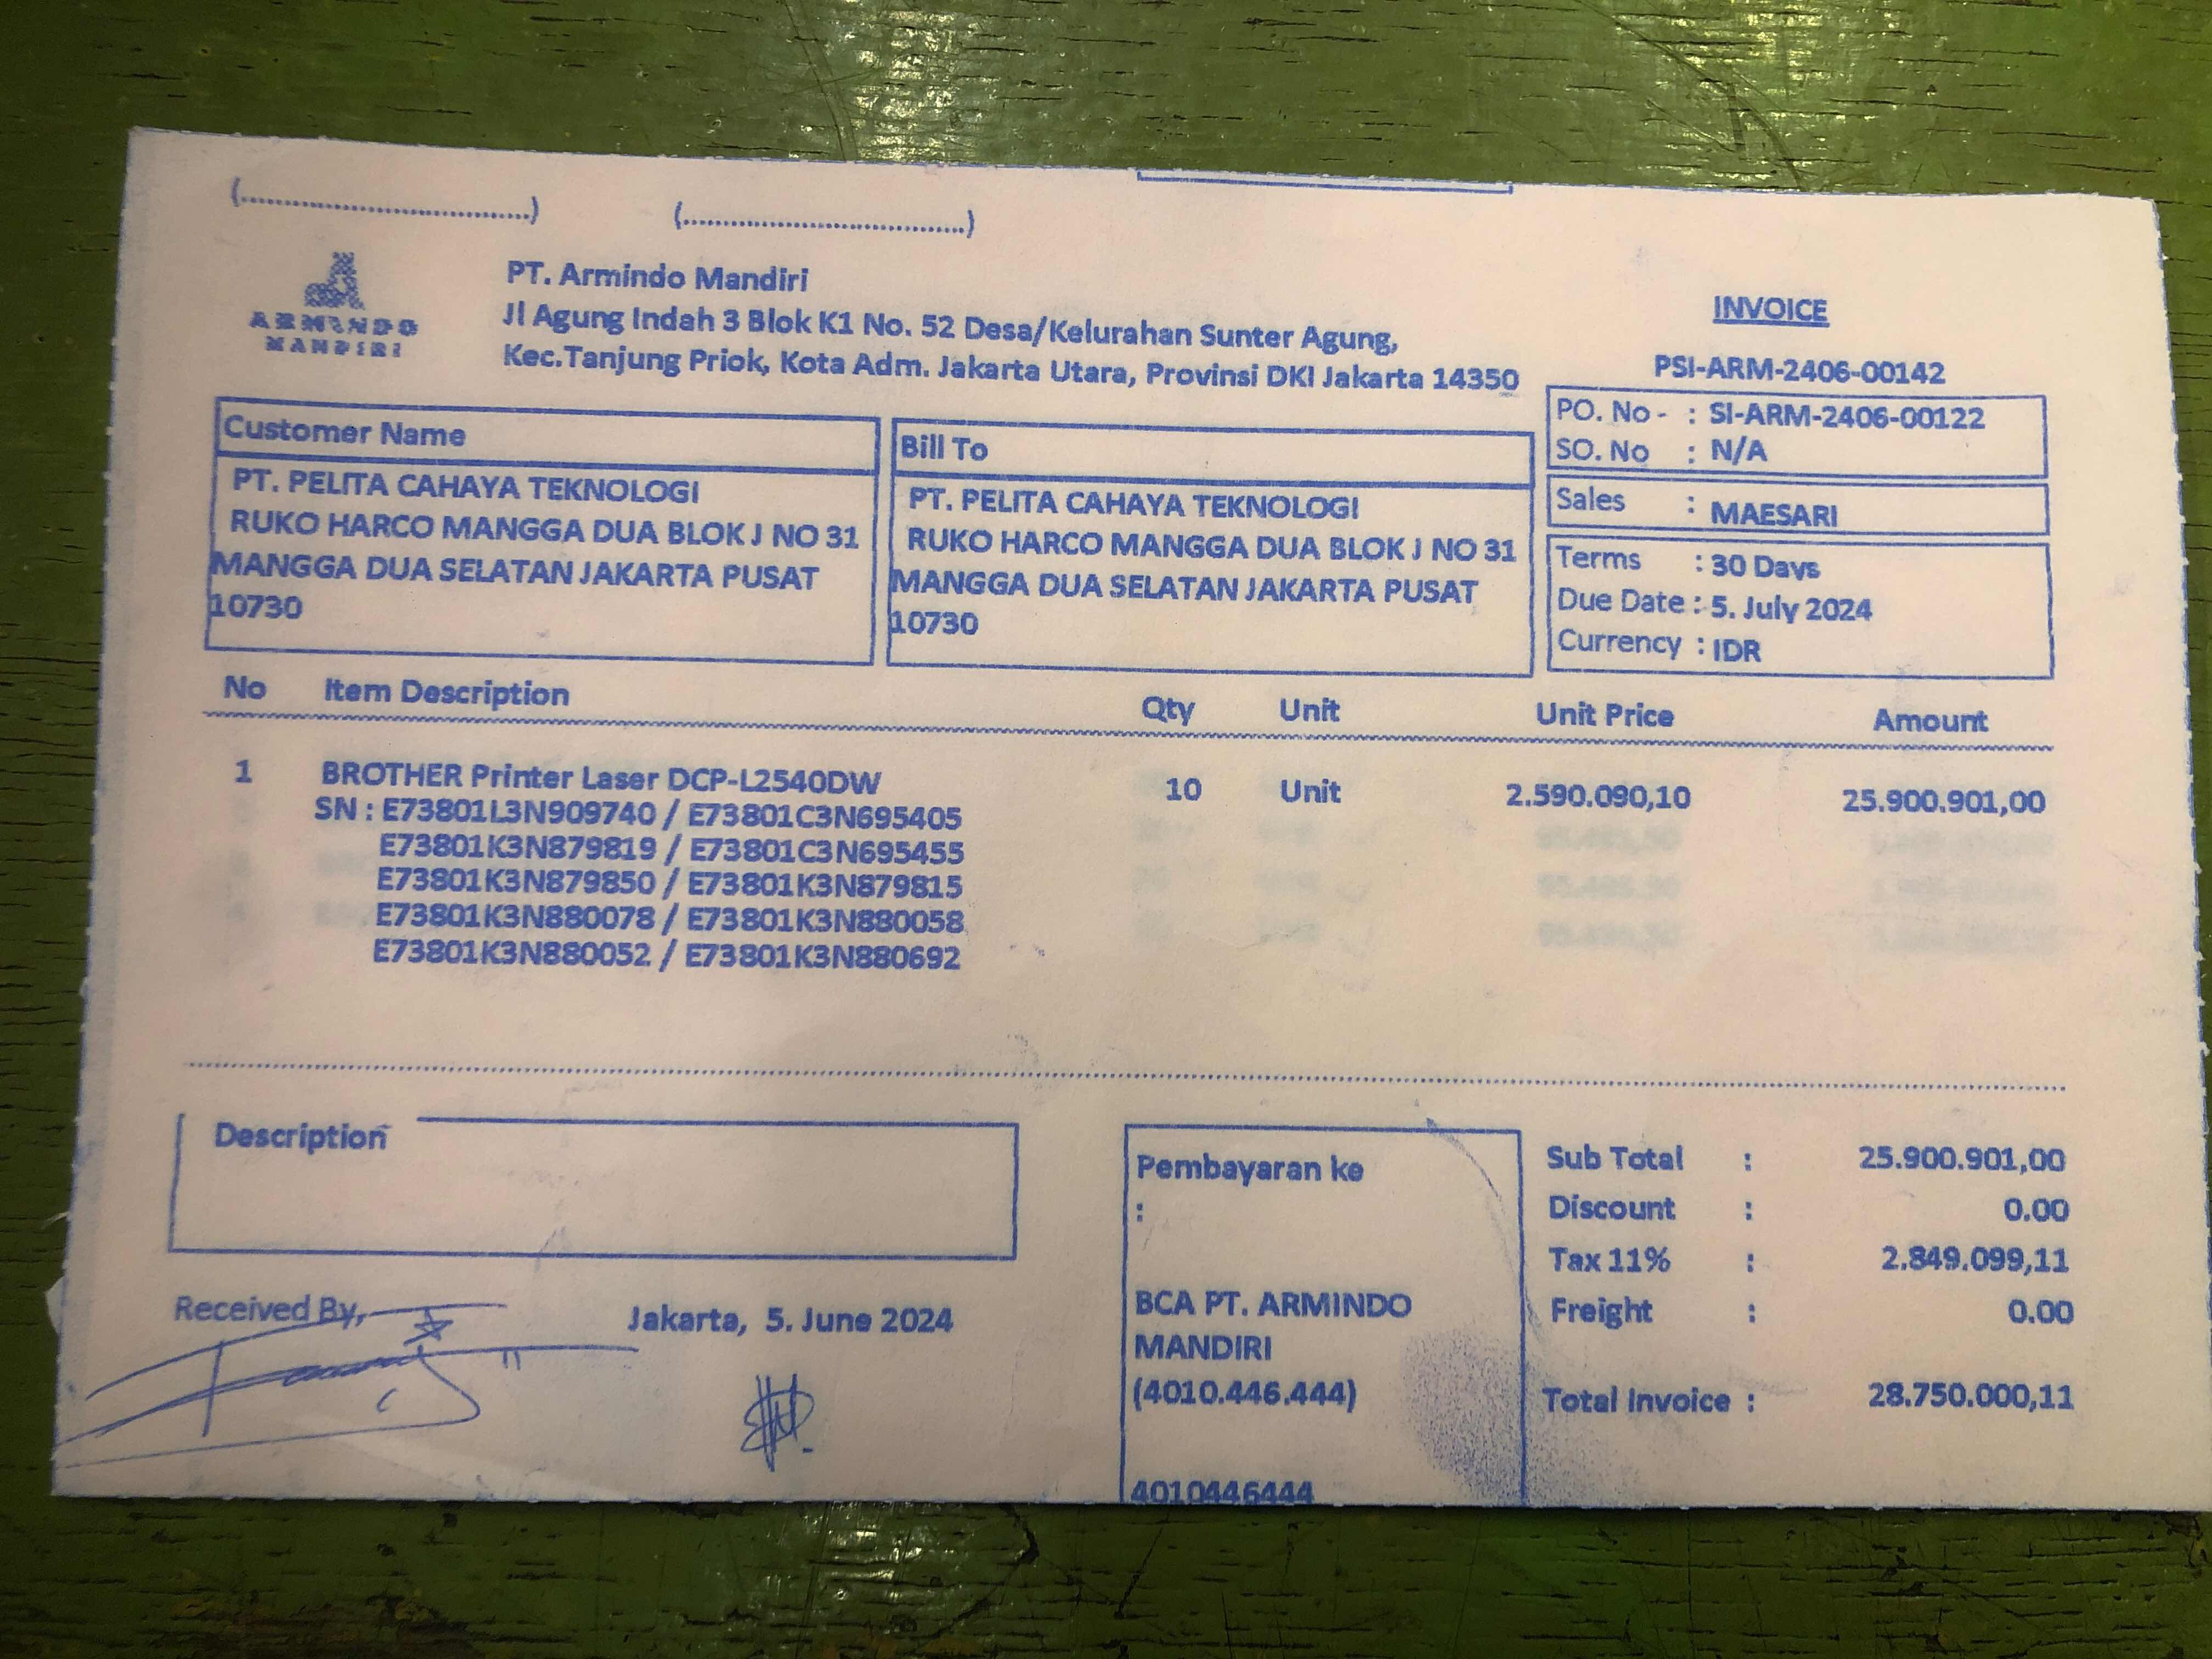 (..........................................)
(..........................................)
ARMINDO
MANDIRI
PT. Armindo Mandiri
Jl Agung Indah 3 Blok K1 No. 52 Desa/Kelurahan Sunter Agung,
Kec.Tanjung Priok, Kota Adm. Jakarta Utara, Provinsi DKI Jakarta 14350
INVOICE
PSI-ARM-2406-00142
PO. No - : SI-ARM-2406-00122
SO. No : N/A
Sales : MAESARI
Terms : 30 Days
Due Date : 5. July 2024
Currency : IDR
Customer Name
PT. PELITA CAHAYA TEKNOLOGI
RUKO HARCO MANGGA DUA BLOK J NO 31
MANGGA DUA SELATAN JAKARTA PUSAT
10730
Bill To
PT. PELITA CAHAYA TEKNOLOGI
RUKO HARCO MANGGA DUA BLOK J NO 31
MANGGA DUA SELATAN JAKARTA PUSAT
10730
No Item Description Qty Unit Unit Price Amount
1 BROTHER Printer Laser DCP-L2540DW 10 Unit 2.590.090,10 25.900.901,00
SN : E73801L3N909740 / E73801C3N695405
E73801K3N879819 / E73801C3N695455
E73801K3N879850 / E73801K3N879815
E73801K3N880078 / E73801K3N880058
E73801K3N880052 / E73801K3N880692
Description
Received By,
Jakarta, 5. June 2024
Pembayaran ke
:
BCA PT. ARMINDO
MANDIRI
(4010.446.444)
4010446444
Sub Total : 25.900.901,00
Discount : 0.00
Tax 11% : 2.849.099,11
Freight : 0.00
Total Invoice : 28.750.000,11